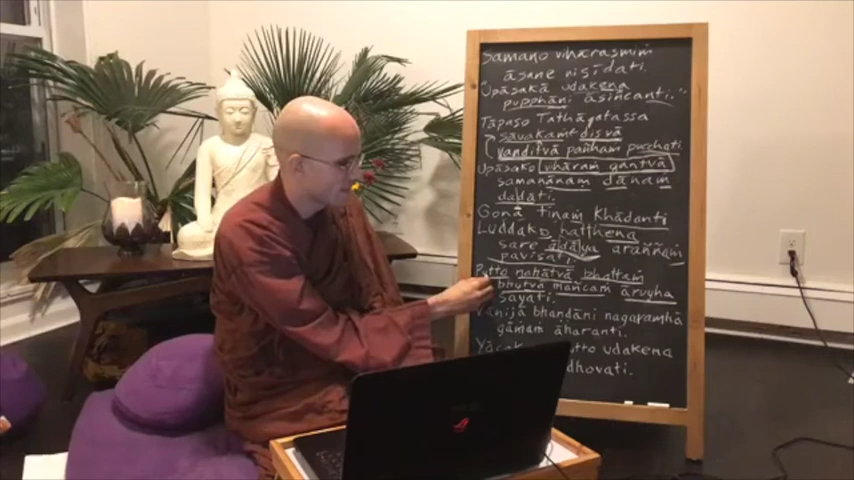 Samaṇo vihārasmiṁ
āsane nisīdati.
Upāsakā udakena
pupphāni āsiñcanti."
Tāpaso Tathāgatassa
sāvakaṁ disvā
vanditvā pañhaṁ pucchati.
Upāsako vihāraṁ gantvā
samaṇānaṁ dānaṁ
dadāti.
Goṇā tiṇaṁ khādanti
Luddako hatthena
sare ādāya araññaṁ
pavisati.
Putto nahātvā bhattaṁ
bhutvā mañcaṁ āruyha
sayati.
Vāṇijā bhaṇḍāni nagaramhā
gāmaṁ āharanti.
udakena
dhovati.